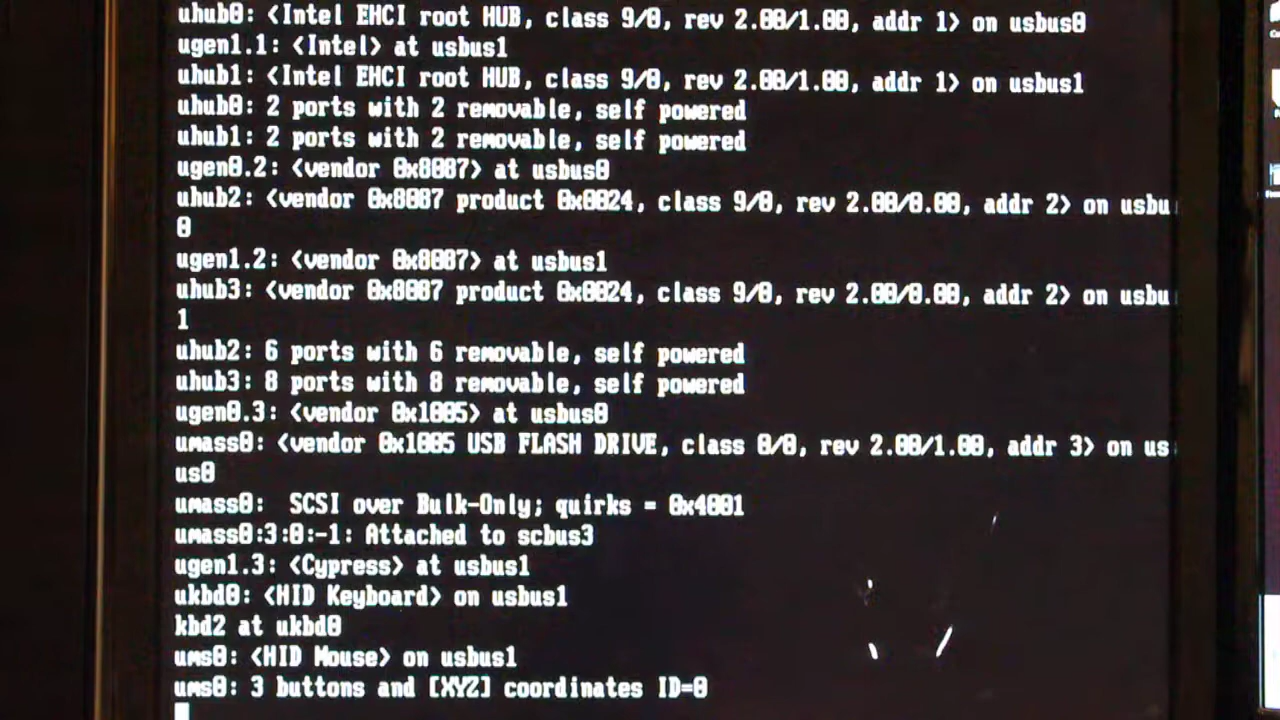 uhub0: <Intel EHCI root HUB, class 9/0, rev 2.00/1.00, addr 1> on usbus0
ugen1.1: <Intel> at usbus1
uhub1: <Intel EHCI root HUB, class 9/0, rev 2.00/1.00, addr 1> on usbus1
uhub0: 2 ports with 2 removable, self powered
uhub1: 2 ports with 2 removable, self powered
ugen0.2: <vendor 0x8087> at usbus0
uhub2: <vendor 0x8087 product 0x0024, class 9/0, rev 2.00/0.00, addr 2> on usbu
0
ugen1.2: <vendor 0x8087> at usbus1
uhub3: <vendor 0x8087 product 0x0024, class 9/0, rev 2.00/0.00, addr 2> on usbu
1
uhub2: 6 ports with 6 removable, self powered
uhub3: 8 ports with 8 removable, self powered
ugen0.3: <vendor 0x1005> at usbus0
umass0: <vendor 0x1005 USB FLASH DRIVE, class 0/0, rev 2.00/1.00, addr 3> on us
us0
umass0:  SCSI over Bulk-Only; quirks = 0x4001
umass0:3:0:-1: Attached to scbus3
ugen1.3: <Cypress> at usbus1
ukbd0: <HID Keyboard> on usbus1
kbd2 at ukbd0
ums0: <HID Mouse> on usbus1
ums0: 3 buttons and [XYZ] coordinates ID=0